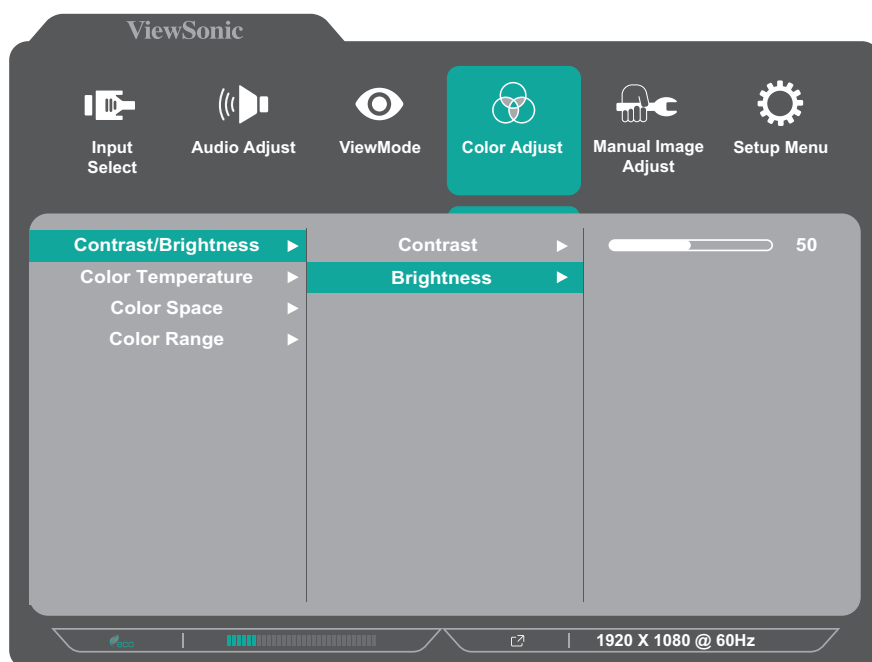 ViewSonic
Input Select
Audio Adjust
ViewMode
Color Adjust
Manual Image Adjust
Setup Menu
Contrast/Brightness
Contrast
50
Color Temperature
Brightness
Color Space
Color Range
eco
1920 X 1080 @ 60Hz